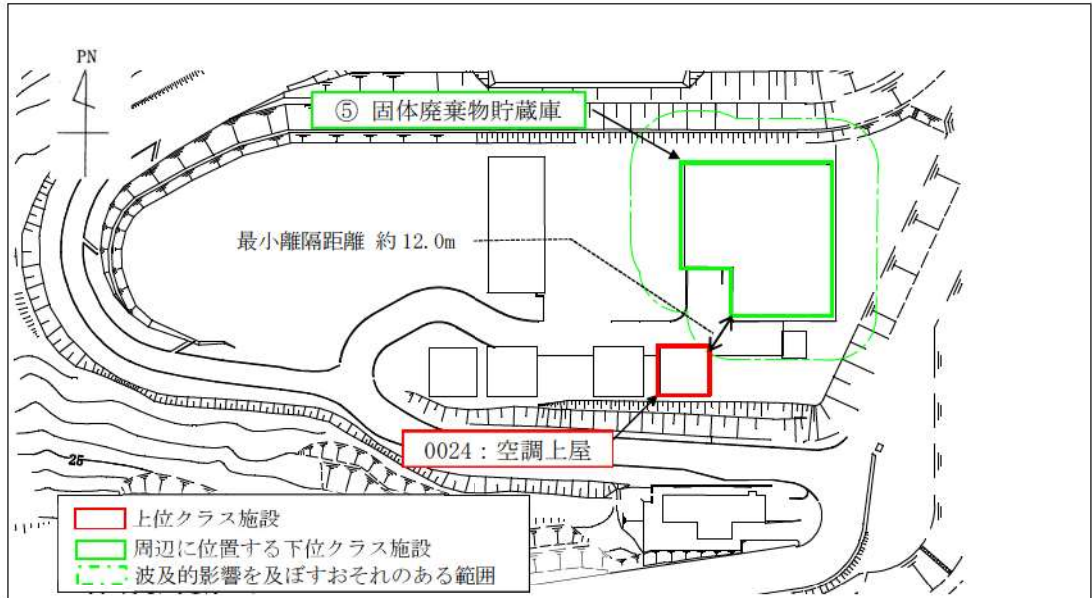 PN
⑤ 固体廃棄物貯蔵庫
最小離隔距離 約 12.0m
0024：空調上屋
25
上位クラス施設
周辺に位置する下位クラス施設
波及的影響を及ぼすおそれのある範囲